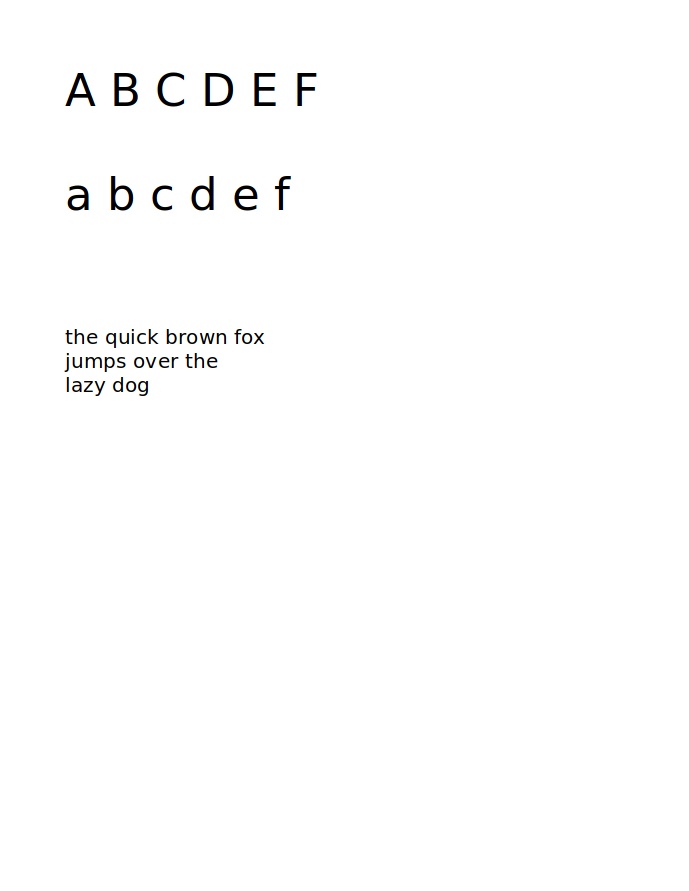 A B C D E F
a b c d e f
the quick brown fox
jumps over the
lazy dog